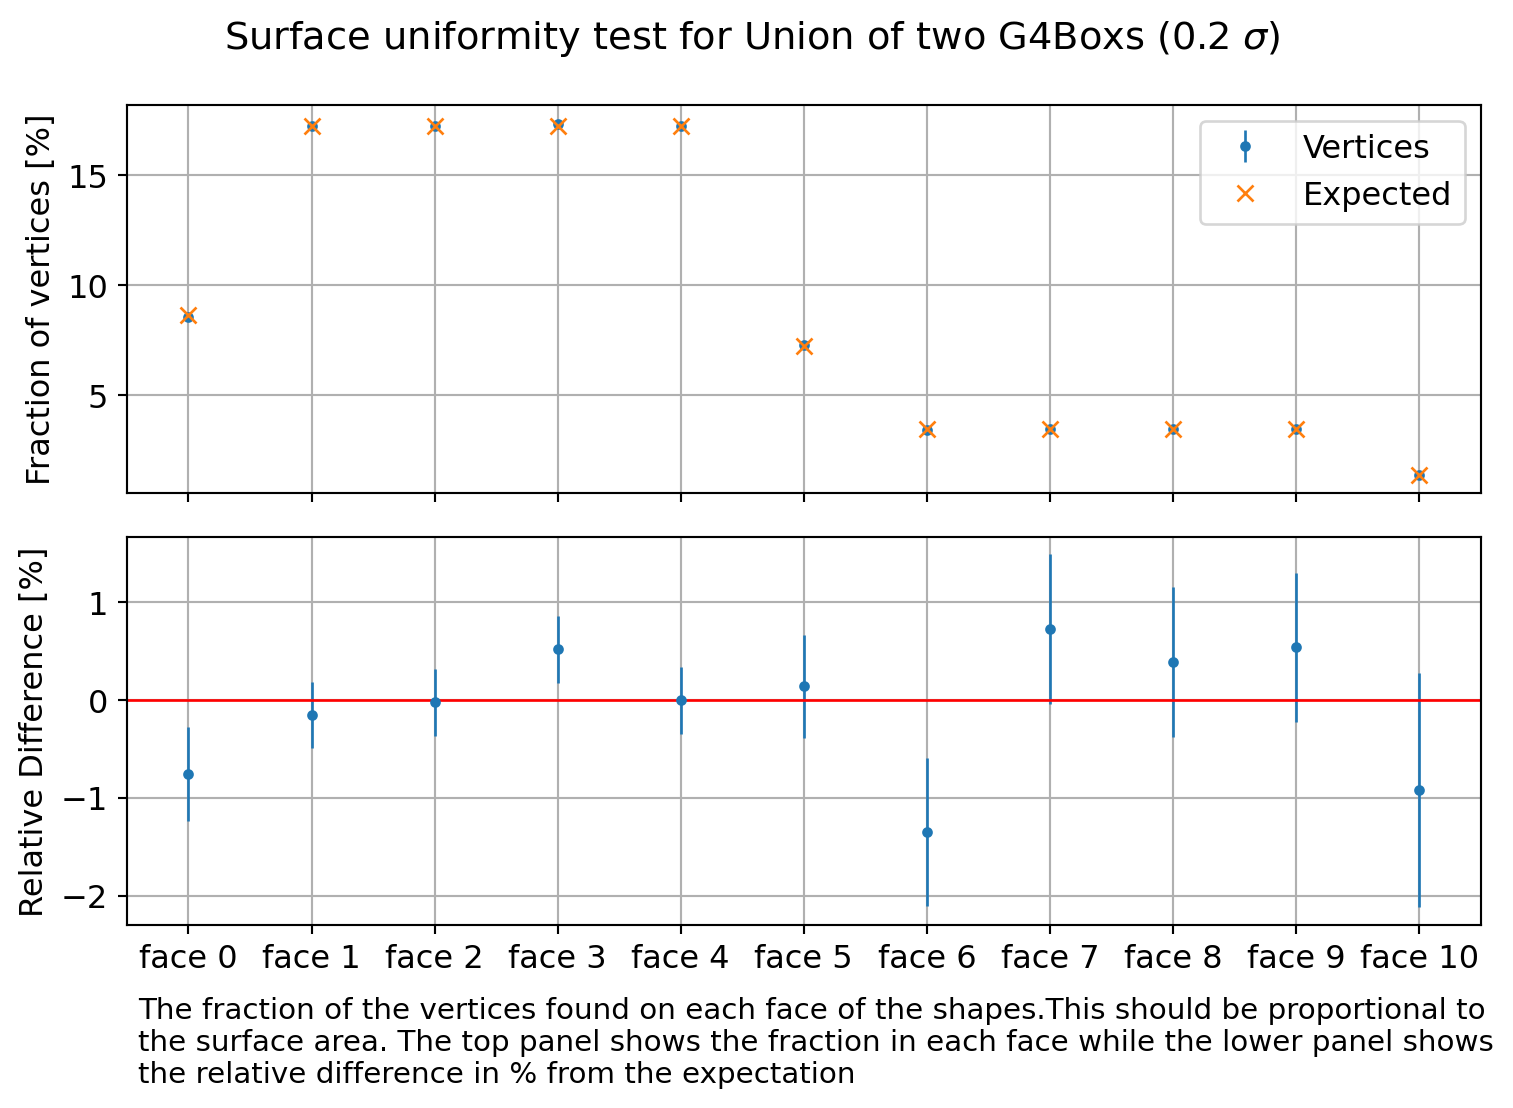 Surface uniformity test for Union of two G4Boxs (0.2 σ)
Fraction of vertices [%]
15
10
5
Vertices
Expected
Relative Difference [%]
1
0
−1
−2
face 0 face 1 face 2 face 3 face 4 face 5 face 6 face 7 face 8 face 9 face 10
The fraction of the vertices found on each face of the shapes.This should be proportional to
the surface area. The top panel shows the fraction in each face while the lower panel shows
the relative difference in % from the expectation